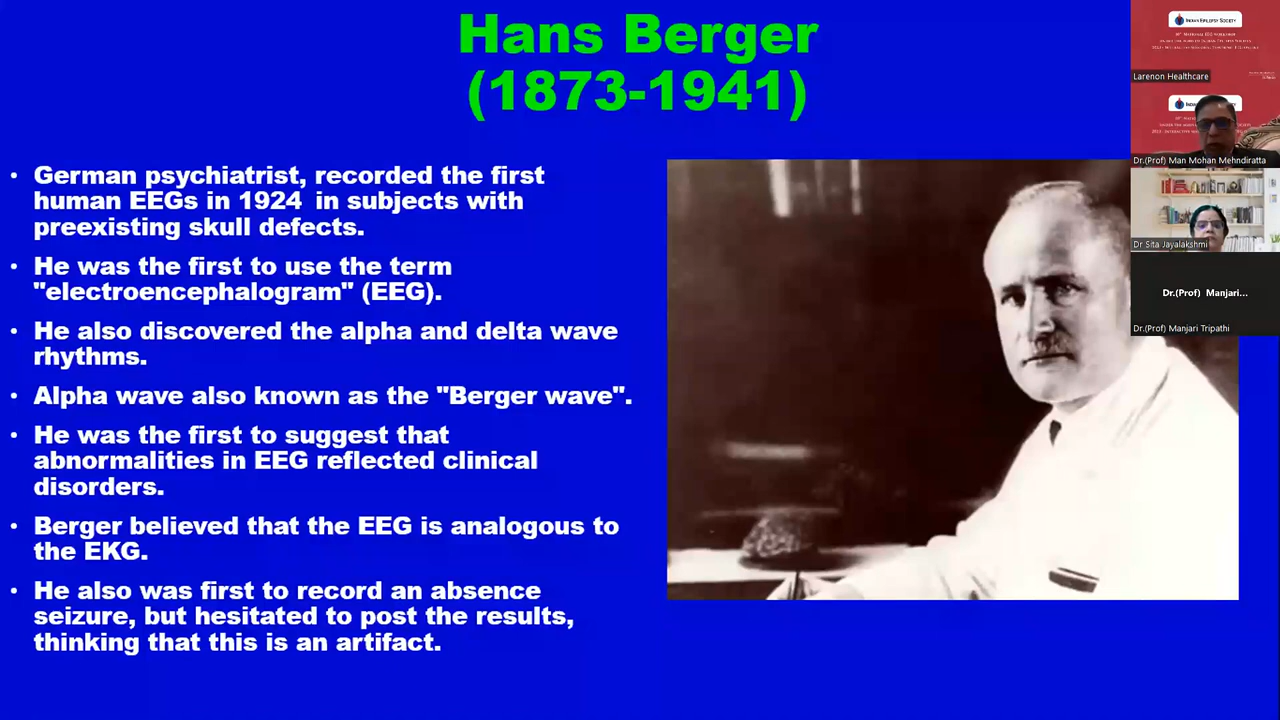 Hans Berger
(1873-1941)
• German psychiatrist, recorded the first
human EEGs in 1924 in subjects with
preexisting skull defects.
• He was the first to use the term
"electroencephalogram" (EEG).
• He also discovered the alpha and delta wave
rhythms.
• Alpha wave also known as the "Berger wave".
• He was the first to suggest that
abnormalities in EEG reflected clinical
disorders.
• Berger believed that the EEG is analogous to
the EKG.
• He also was first to record an absence
seizure, but hesitated to post the results,
thinking that this is an artifact.
Indian Epilepsy Society
Larenon Healthcare
Dr.(Prof) Man Mohan Mehndiratta
Dr Sita Jayalakshmi
Dr.(Prof) Manjari...
Dr.(Prof) Manjari Tripathi